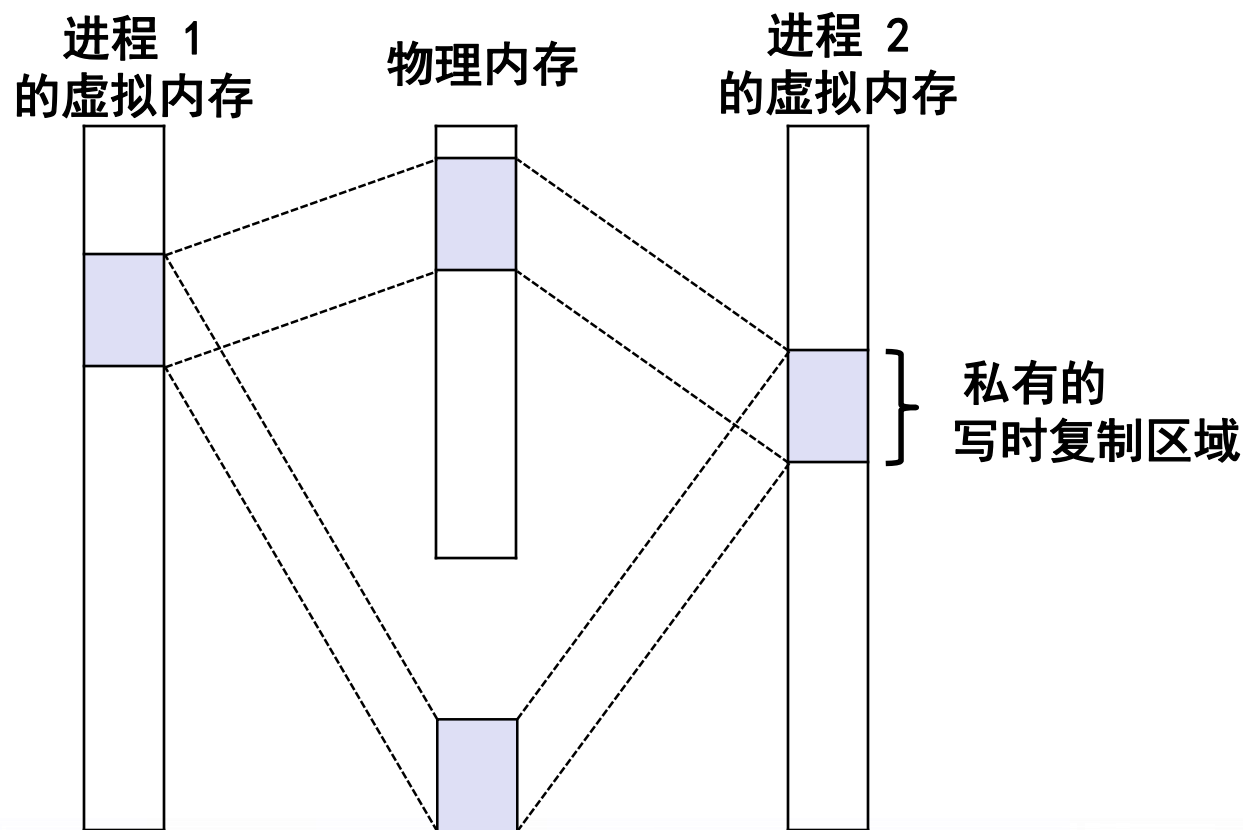 进程 1
的虚拟内存
物理内存
进程 2
的虚拟内存
私有的
写时复制区域